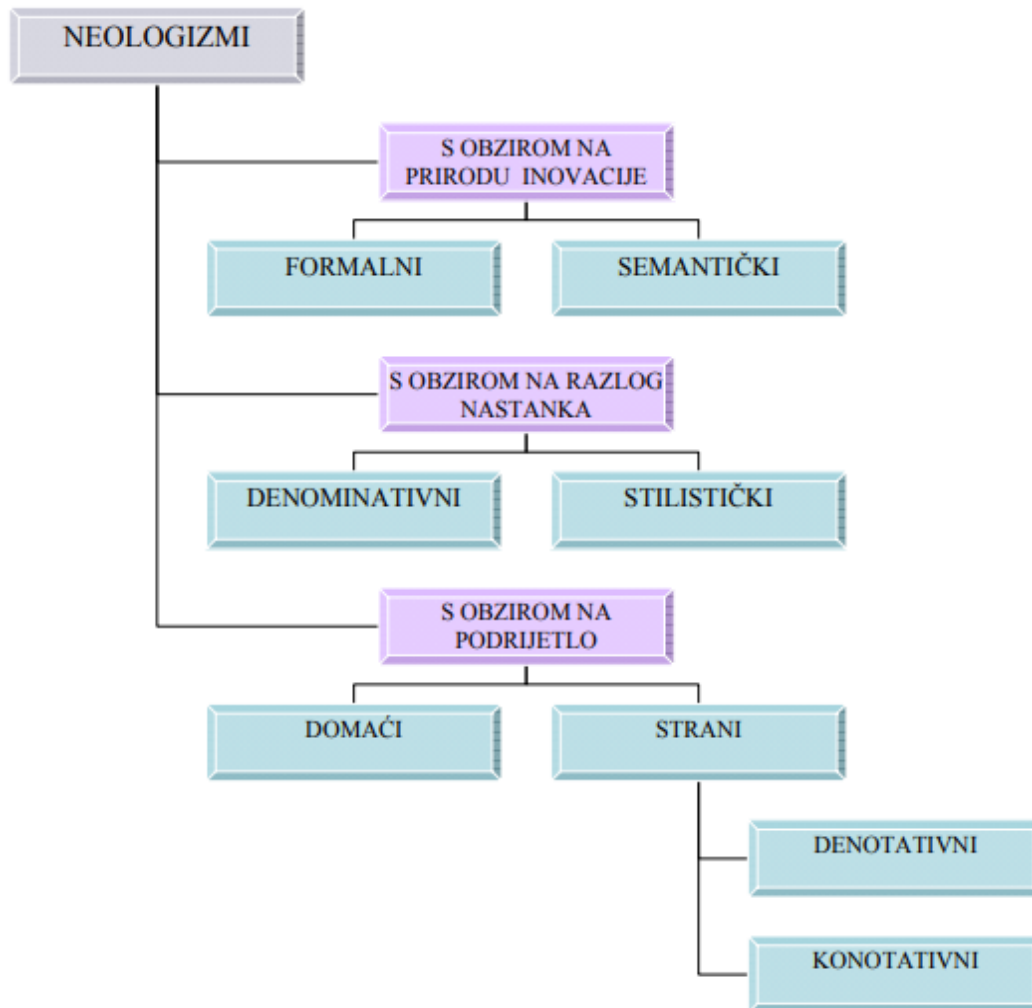 NEOLOGIZMI
S OBZIROM NA
PRIRODU INOVACIJE
FORMALNI
SEMANTIČKI
S OBZIROM NA RAZLOG
NASTANKA
DENOMINATIVNI
STILISTIČKI
S OBZIROM NA
PODRIJETLO
DOMAĆI
STRANI
DENOTATIVNI
KONOTATIVNI